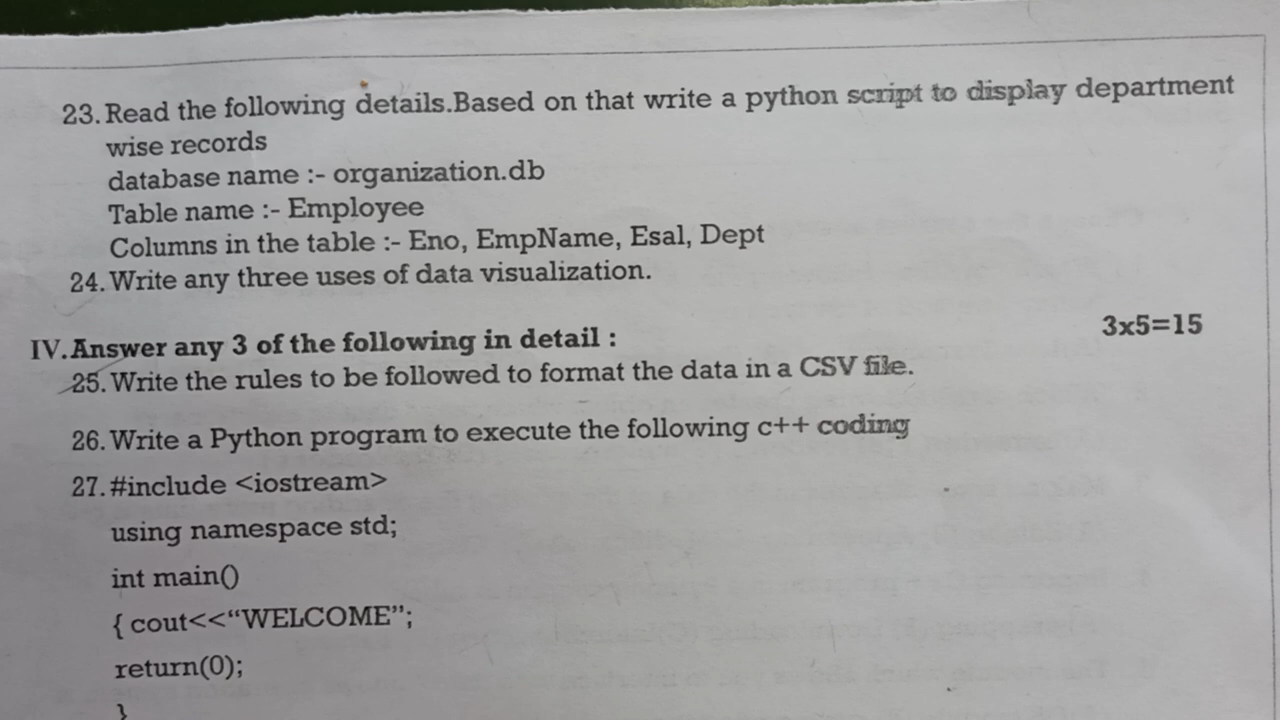 23. Read the following details.Based on that write a python script to display department
wise records
database name :- organization.db
Table name :- Employee
Columns in the table :- Eno, EmpName, Esal, Dept
24. Write any three uses of data visualization.
IV. Answer any 3 of the following in detail : 3x5=15
25. Write the rules to be followed to format the data in a CSV file.
26. Write a Python program to execute the following c++ coding
27. #include <iostream>
using namespace std;
int main()
{ cout<<“WELCOME”;
return(0);
}